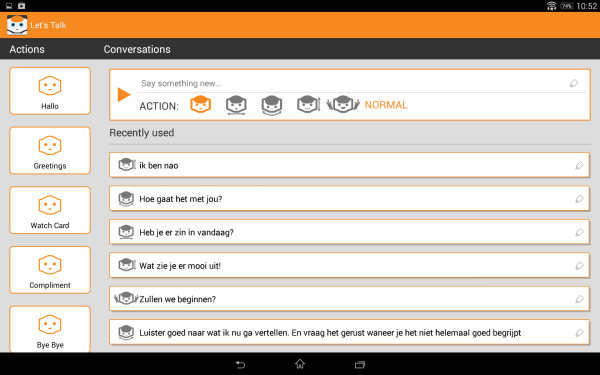 74% 10:52
Let's Talk
Actions Conversations
Say something new...
Hallo
ACTION: NORMAL
Recently used
Greetings
ik ben nao
Hoe gaat het met jou?
Watch Card
Heb je er zin in vandaag?
Wat zie je er mooi uit!
Compliment
Zullen we beginnen?
Bye Bye
Luister goed naar wat ik nu ga vertellen. En vraag het gerust waneer je het niet helemaal goed begrijpt